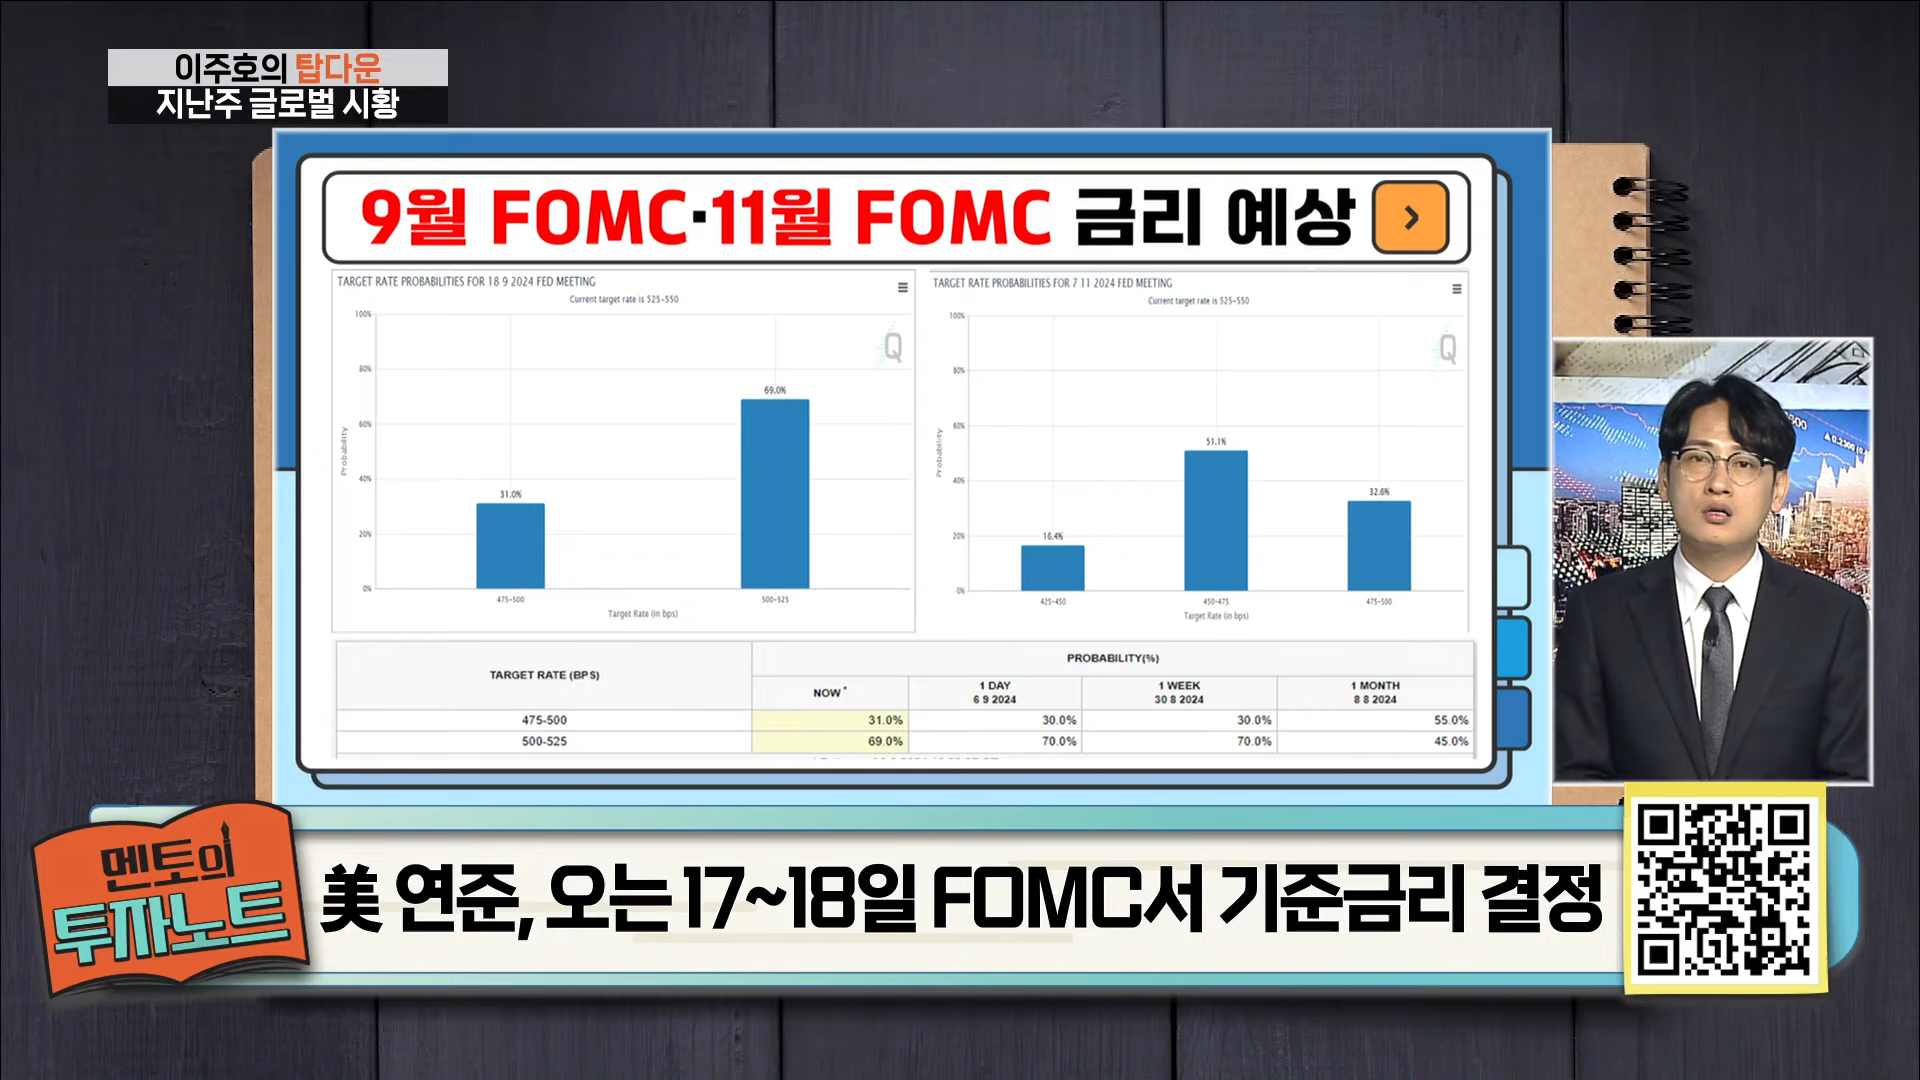 이주호의 탑다운
지난주 글로벌 시황
9월 FOMC·11월 FOMC 금리 예상
TARGET RATE PROBABILITIES FOR 18 9 2024 FED MEETING
Current target rate is 525-550
100%
80%
60%
40%
20%
0%
Probability
31.0%
69.0%
475-500
500-525
Target Rate (in bps)
Q
TARGET RATE PROBABILITIES FOR 7 11 2024 FED MEETING
Current target rate is 525-550
100%
80%
60%
40%
20%
0%
Probability
16.4%
51.1%
32.6%
425-450
450-475
475-500
Target Rate (in bps)
Q
TARGET RATE (BPS)
PROBABILITY(%)
NOW *
1 DAY
6 9 2024
1 WEEK
30 8 2024
1 MONTH
8 8 2024
475-500 31.0% 30.0% 30.0% 55.0%
500-525 69.0% 70.0% 70.0% 45.0%
멘토의
투자노트
美 연준, 오는 17~18일 FOMC서 기준금리 결정